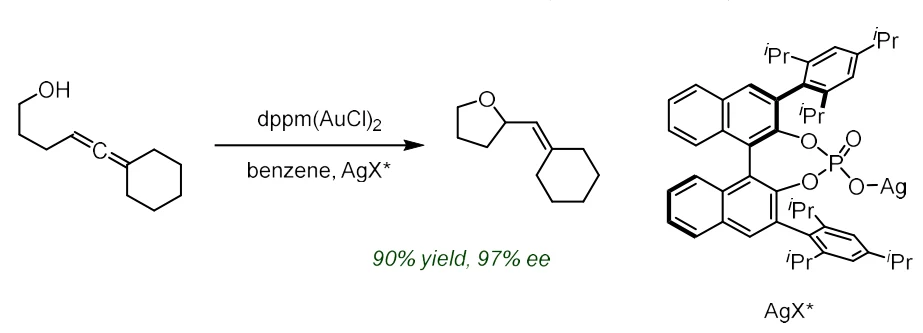 OH
C
dppm(AuCl)₂
benzene, AgX*
O
90% yield, 97% ee
ⁱPr
ⁱPr
ⁱPr
O
O
P
O
O–Ag
ⁱPr
ⁱPr
ⁱPr
AgX*